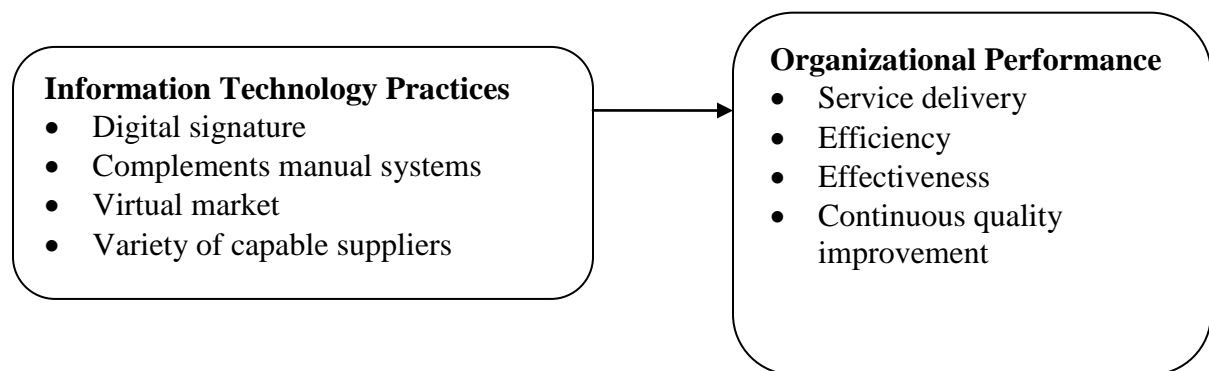 Information Technology Practices
• Digital signature
• Complements manual systems
• Virtual market
• Variety of capable suppliers
Organizational Performance
• Service delivery
• Efficiency
• Effectiveness
• Continuous quality
improvement